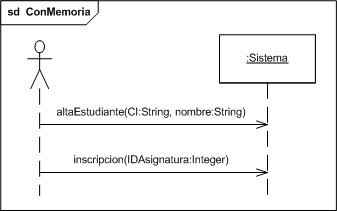 sd ConMemoria
:Sistema
altaEstudiante(CI:String, nombre:String)
inscripcion(IDAsignatura:Integer)